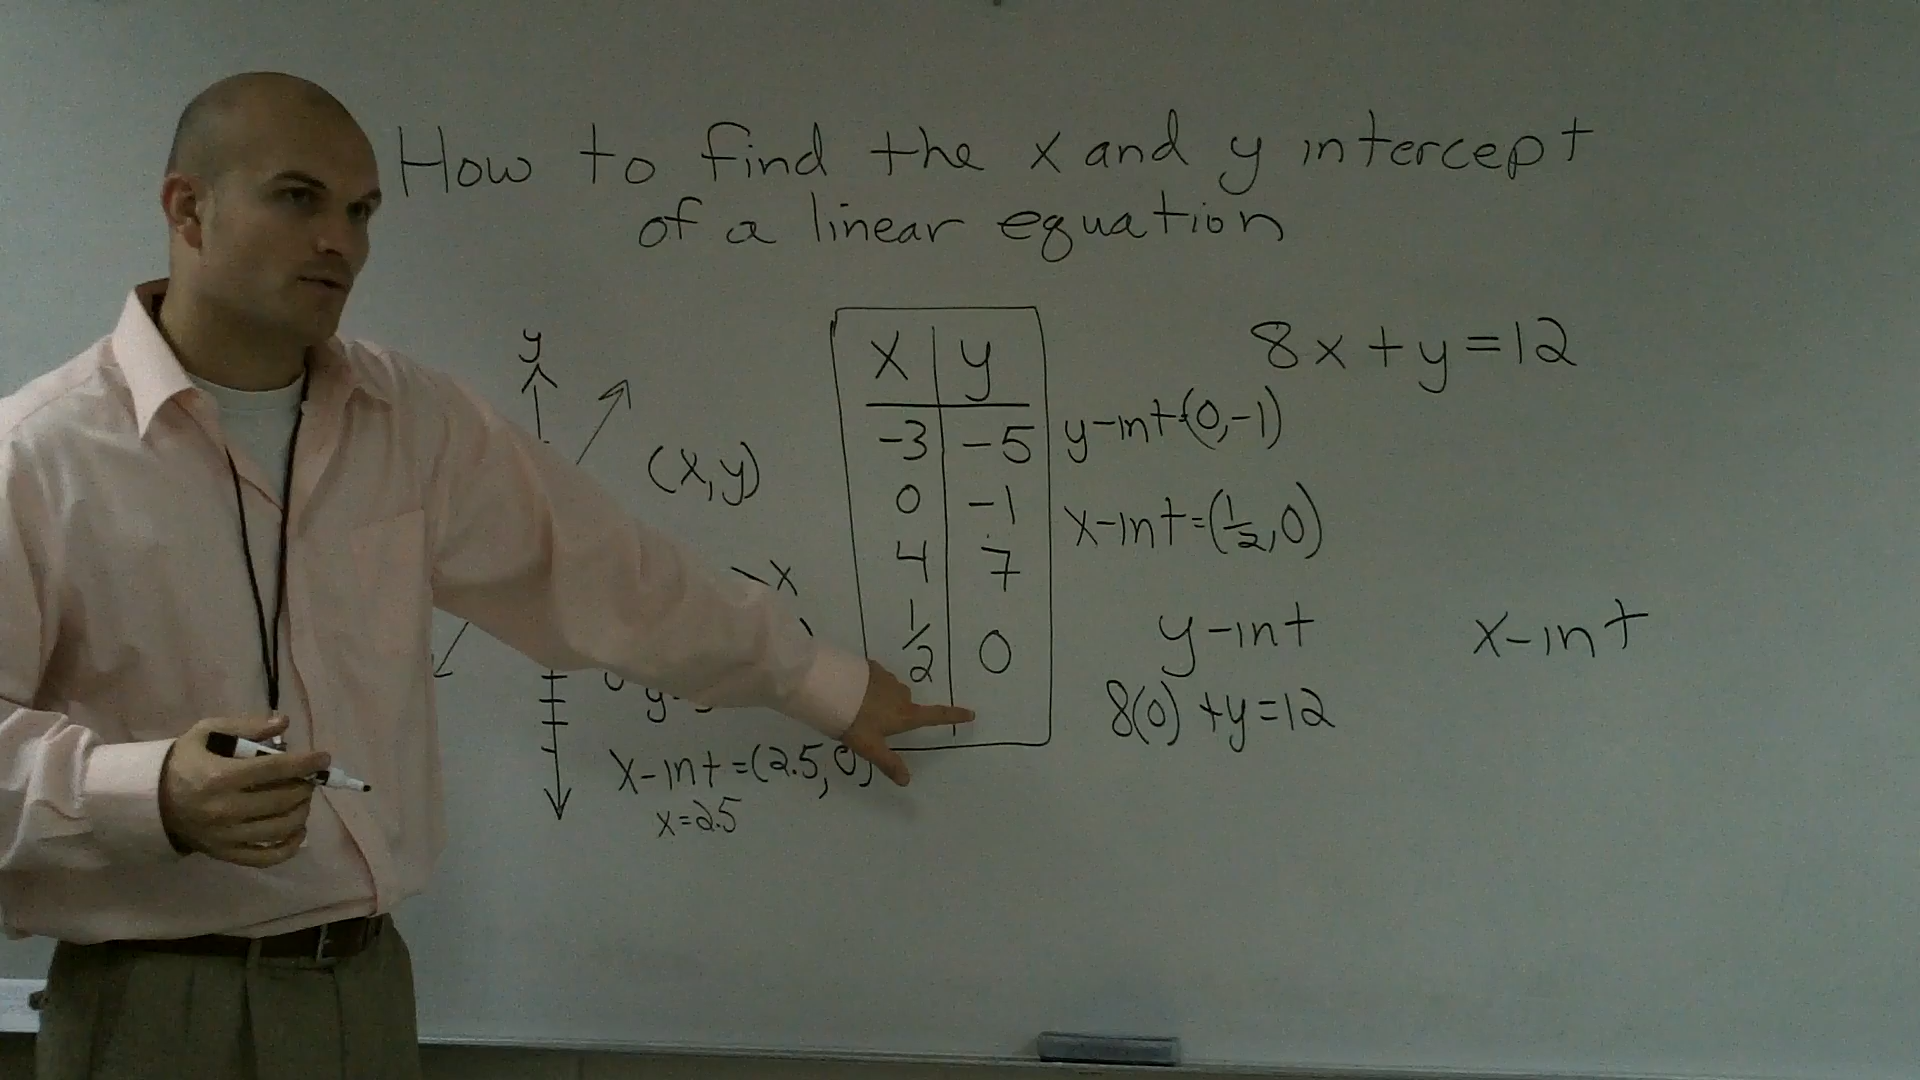 How to find the x and y intercept
of a linear equation
y
(x,y)
-x
x-int=(2.5,0)
x=2.5
x y
-3 -5
0 -1
4 7
1/2 0
8x+y=12
y-int=(0,-1)
x-int=(1/2,0)
y-int
8(0)+y=12
x-int